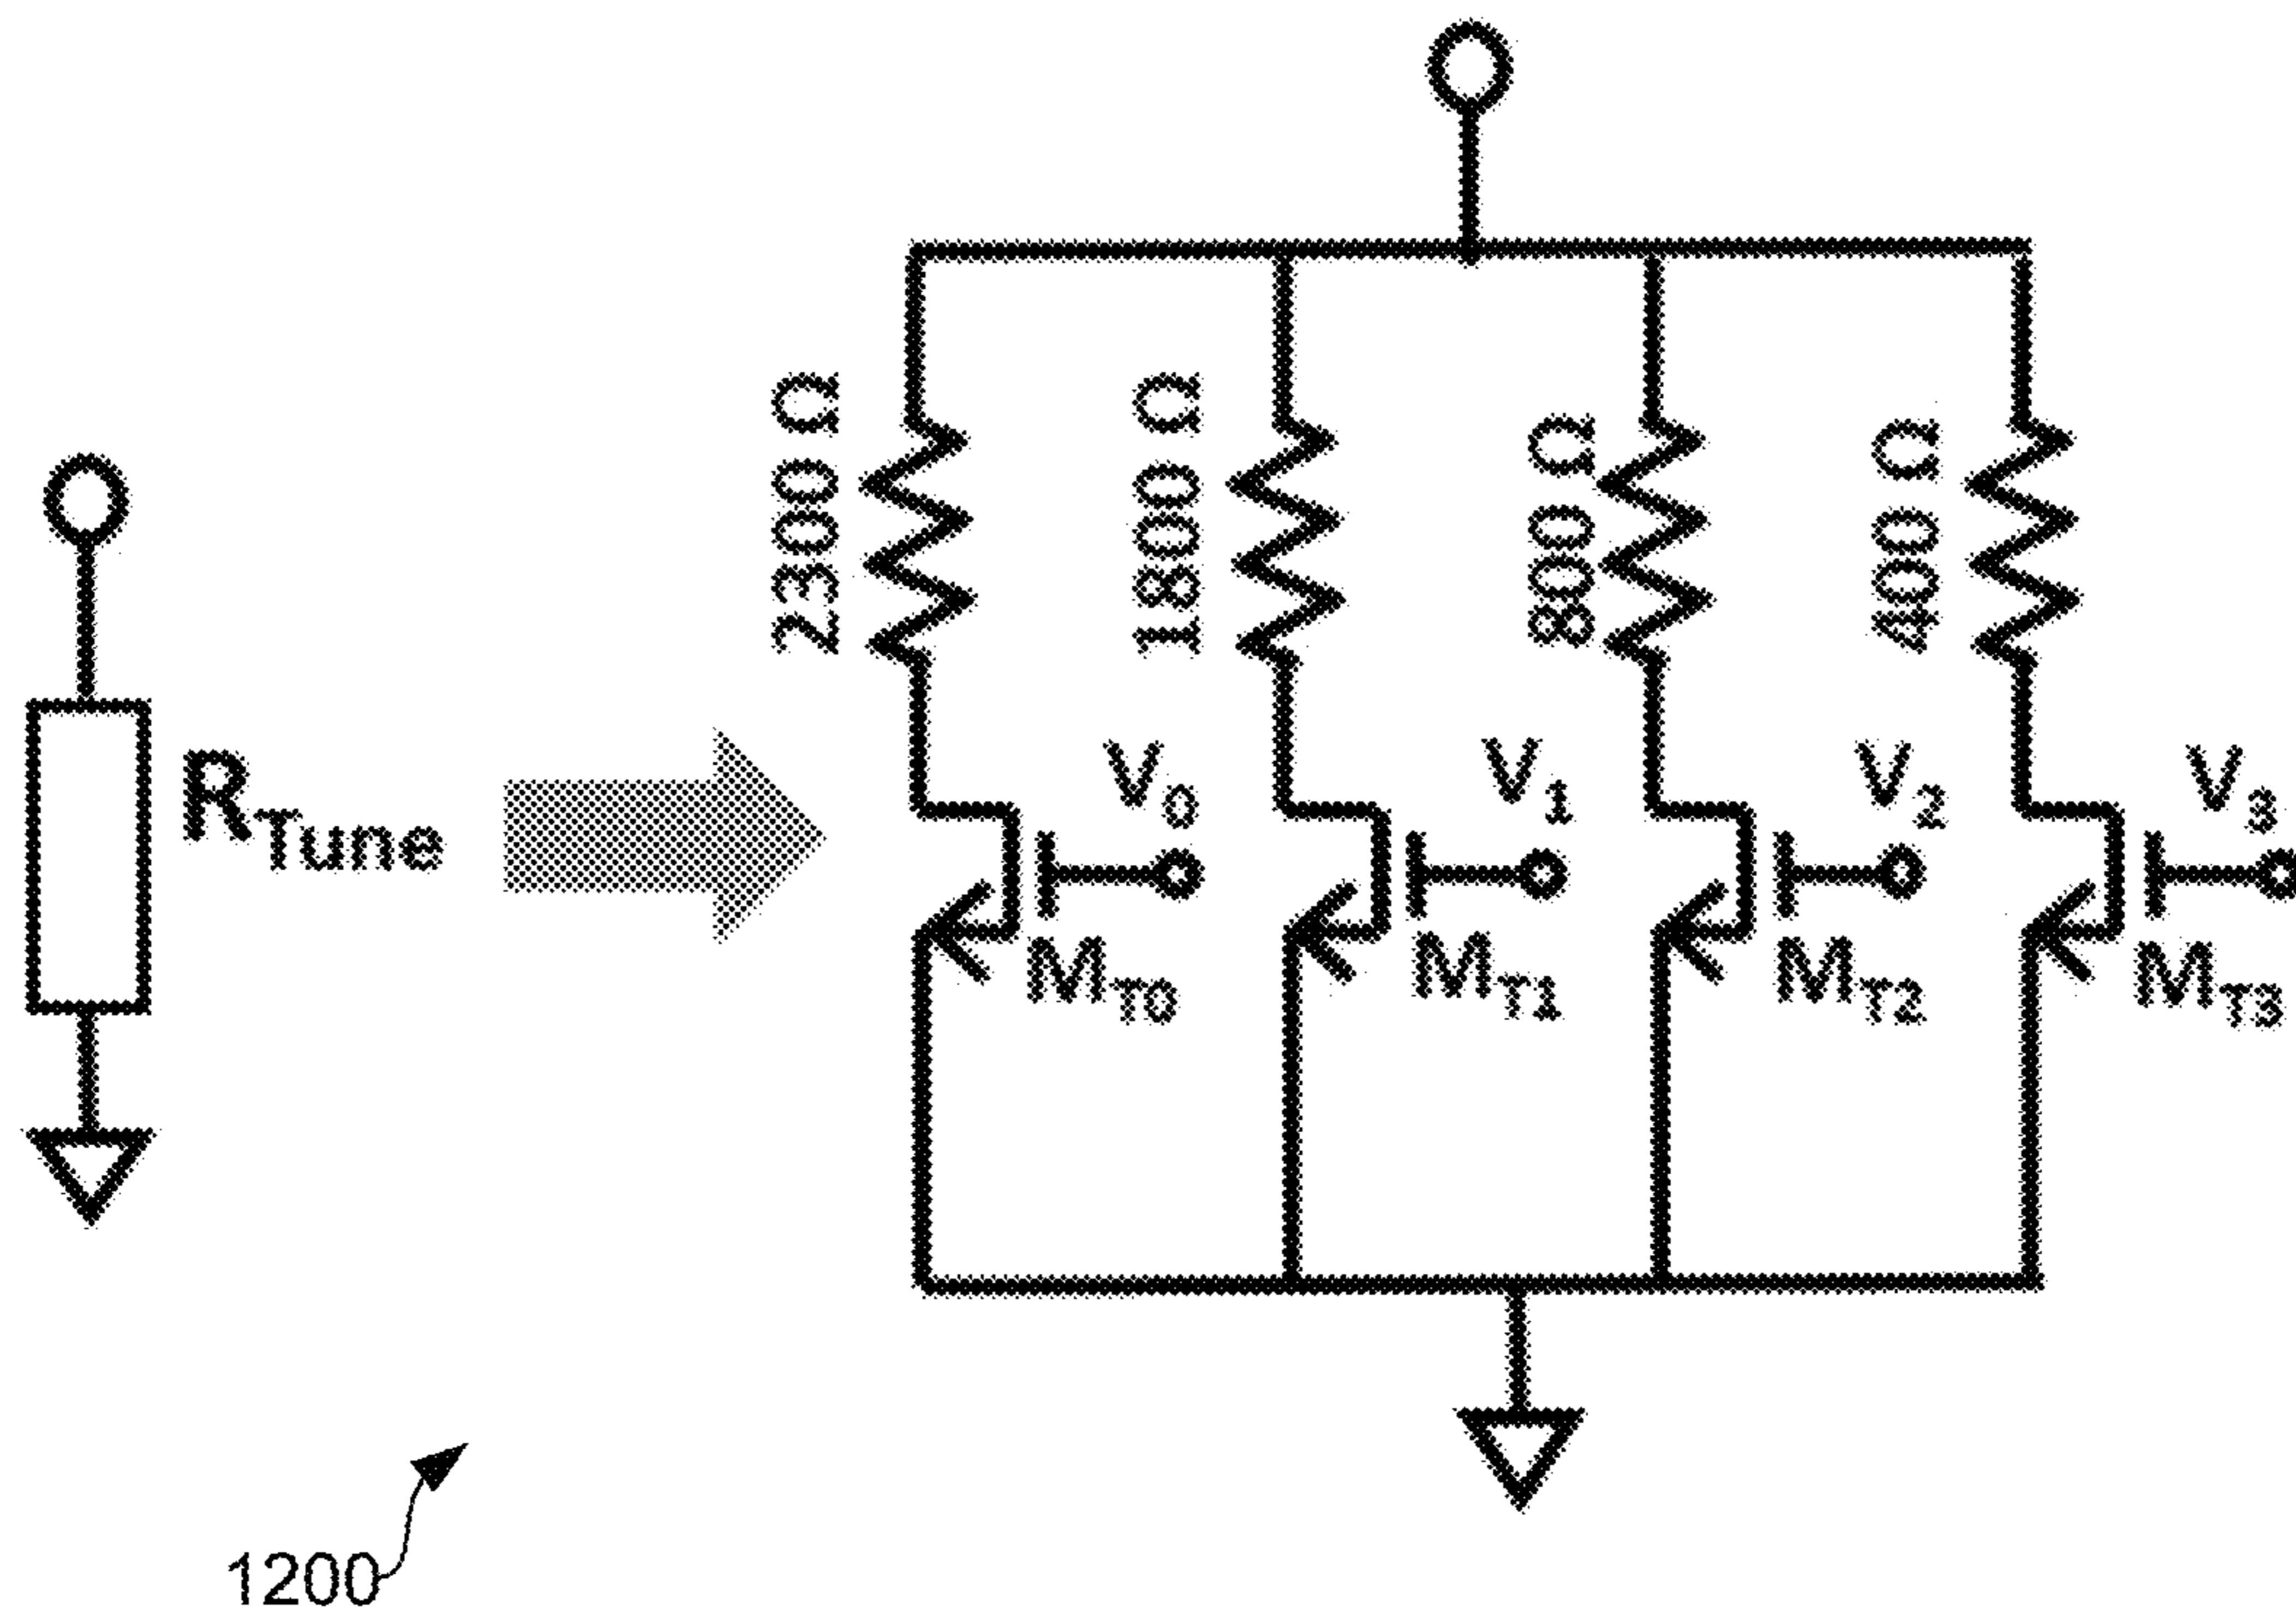 2300 Ω
1800 Ω
800 Ω
400 Ω
RTune
V0
V1
V2
V3
MT0
MT1
MT2
MT3
1200